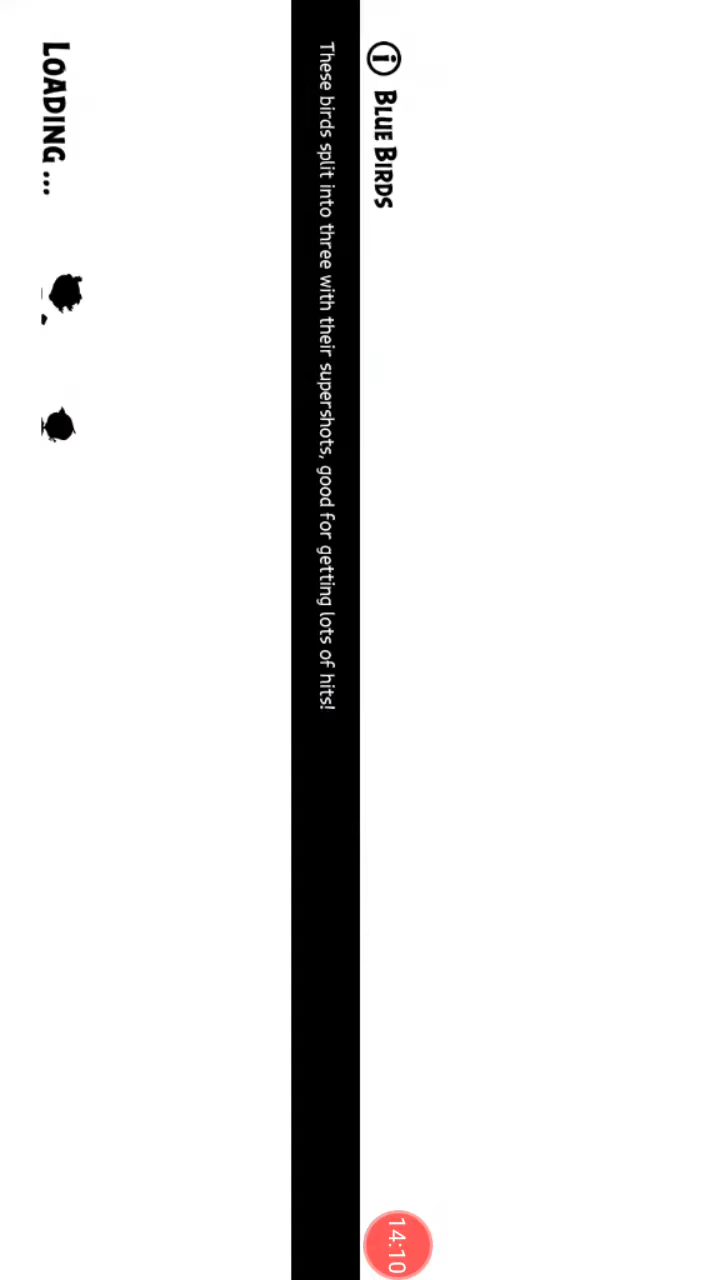 BLUE BIRDS
These birds split into three with their supershots, good for getting lots of hits!
LOADING...
14:10